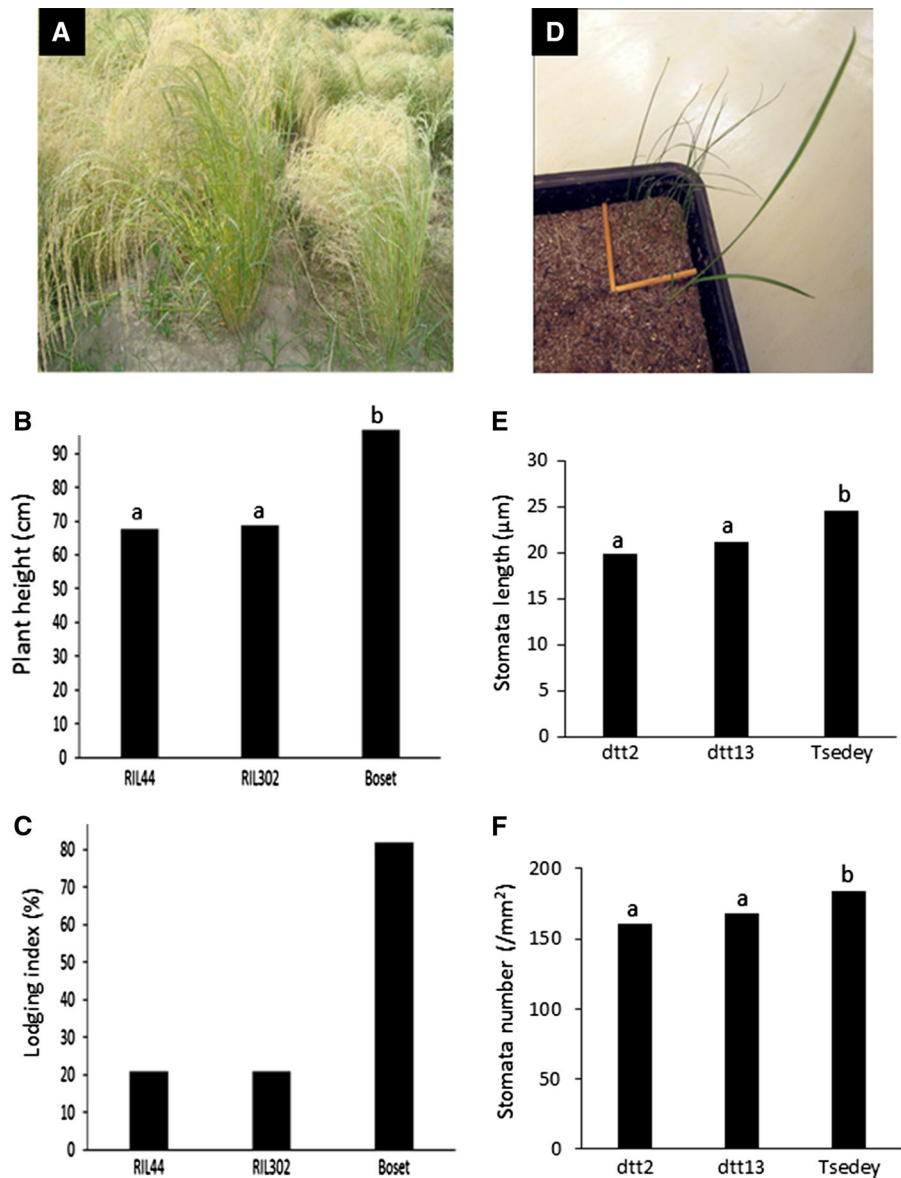 A
D
B
Plant height (cm)
90
80
70
60
50
40
30
20
10
0
a
a
b
RIL44
RIL302
Boset
E
Stomata length (µm)
30
25
20
15
10
5
0
a
a
b
dtt2
dtt13
Tsedey
C
Lodging index (%)
80
70
60
50
40
30
20
10
0
RIL44
RIL302
Boset
F
Stomata number (/mm²)
200
150
100
50
0
a
a
b
dtt2
dtt13
Tsedey